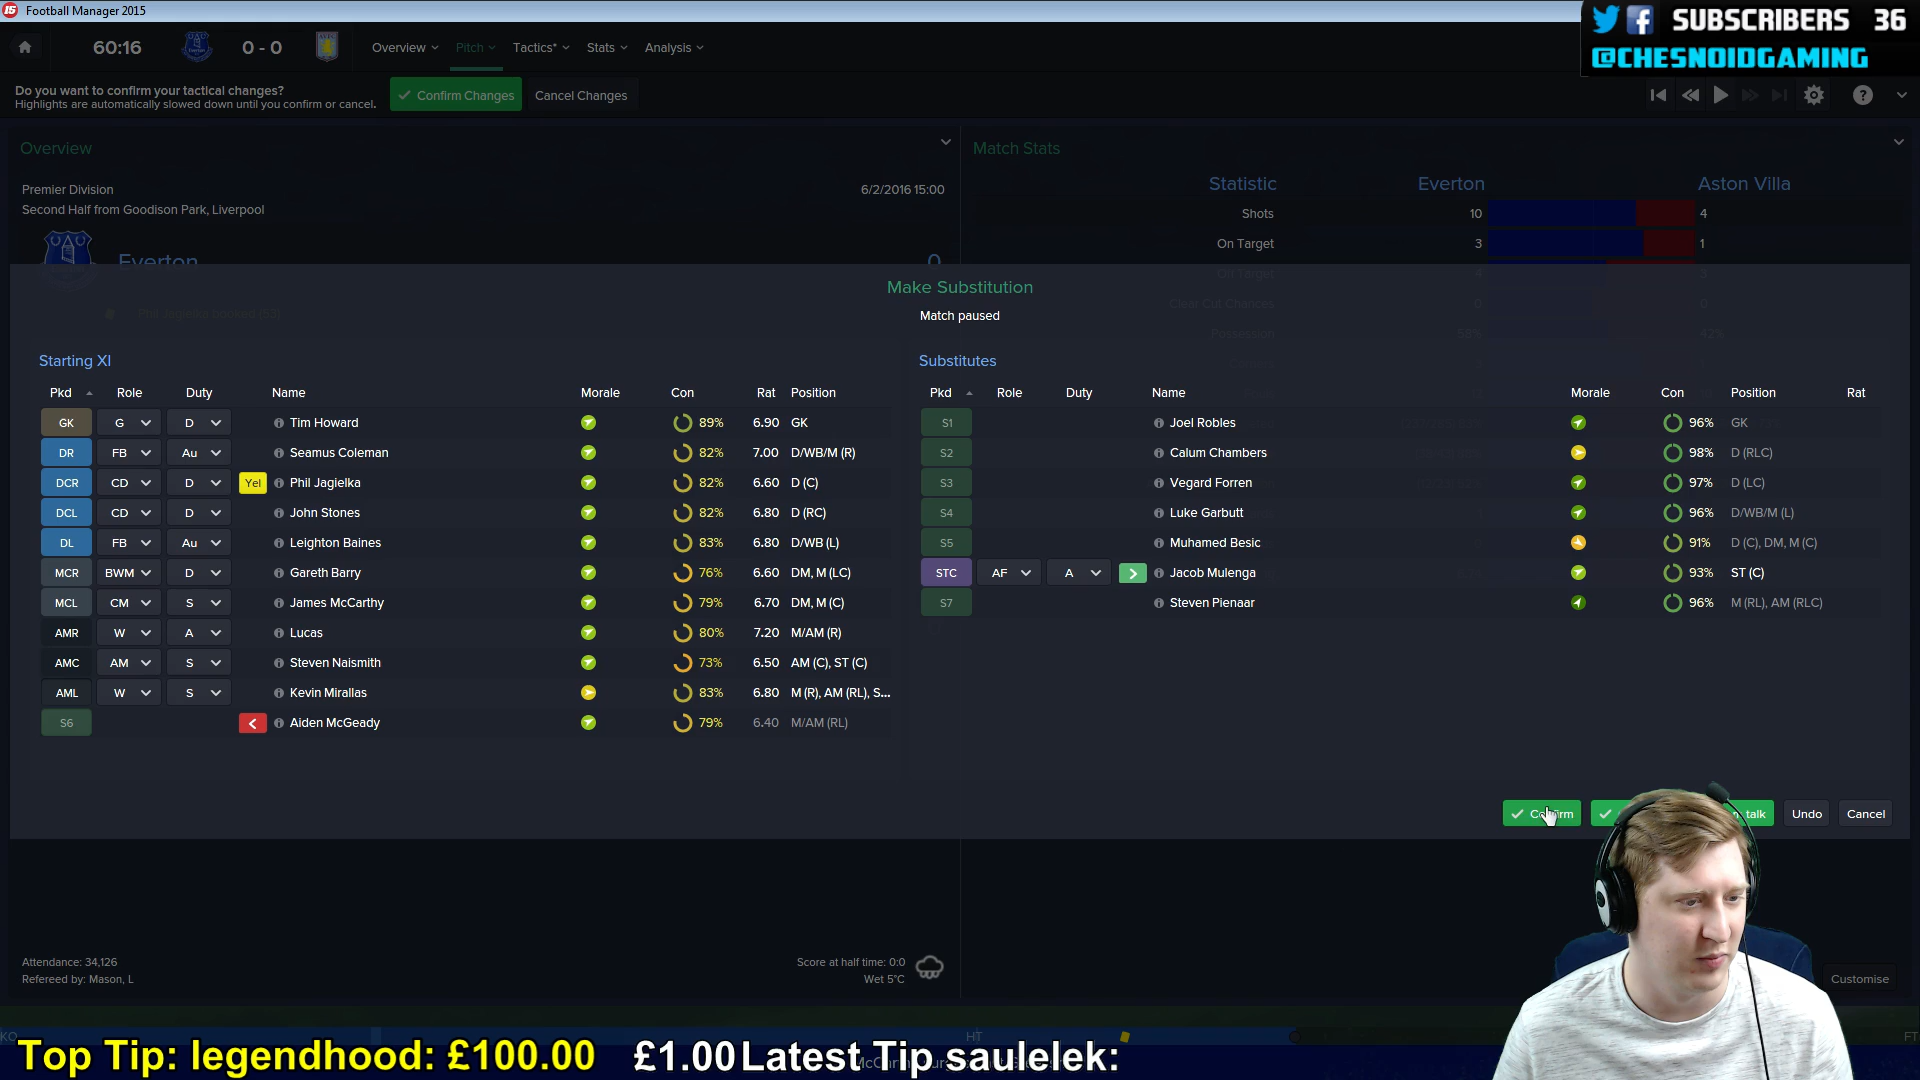 Football Manager 2015
SUBSCRIBERS 36
@CHESNOIDGAMING
60:16 0 - 0 Overview Pitch Tactics* Stats Analysis
Do you want to confirm your tactical changes?
Highlights are automatically slowed down until you confirm or cancel.
Confirm Changes Cancel Changes
Overview Match Stats
Premier Division 6/2/2016 15:00
Second Half from Goodison Park, Liverpool
Statistic Everton Aston Villa
Shots 10 4
On Target 3 1
Everton 0
Make Substitution
Match paused
Starting XI
Pkd Role Duty Name Morale Con Rat Position
GK G D Tim Howard 89% 6.90 GK
DR FB Au Seamus Coleman 82% 7.00 D/WB/M (R)
DCR CD D Yel Phil Jagielka 82% 6.60 D (C)
DCL CD D John Stones 82% 6.80 D (RC)
DL FB Au Leighton Baines 83% 6.80 D/WB (L)
MCR BWM D Gareth Barry 76% 6.60 DM, M (LC)
MCL CM S James McCarthy 79% 6.70 DM, M (C)
AMR W A Lucas 80% 7.20 M/AM (R)
AMC AM S Steven Naismith 73% 6.50 AM (C), ST (C)
AML W S Kevin Mirallas 83% 6.80 M (R), AM (RL), S...
S6 Aiden McGeady 79% 6.40 M/AM (RL)
Substitutes
Pkd Role Duty Name Morale Con Position Rat
S1 Joel Robles 96% GK
S2 Calum Chambers 98% D (RLC)
S3 Vegard Forren 97% D (LC)
S4 Luke Garbutt 96% D/WB/M (L)
S5 Muhamed Besic 91% D (C), DM, M (C)
STC AF A Jacob Mulenga 93% ST (C)
S7 Steven Pienaar 96% M (RL), AM (RLC)
Confirm talk Undo Cancel
Attendance: 34,126 Score at half time: 0:0
Refereed by: Mason, L Wet 5°C
Customise
HT FT
Top Tip: legendhood: £100.00 £1.00 Latest Tip saulelek: